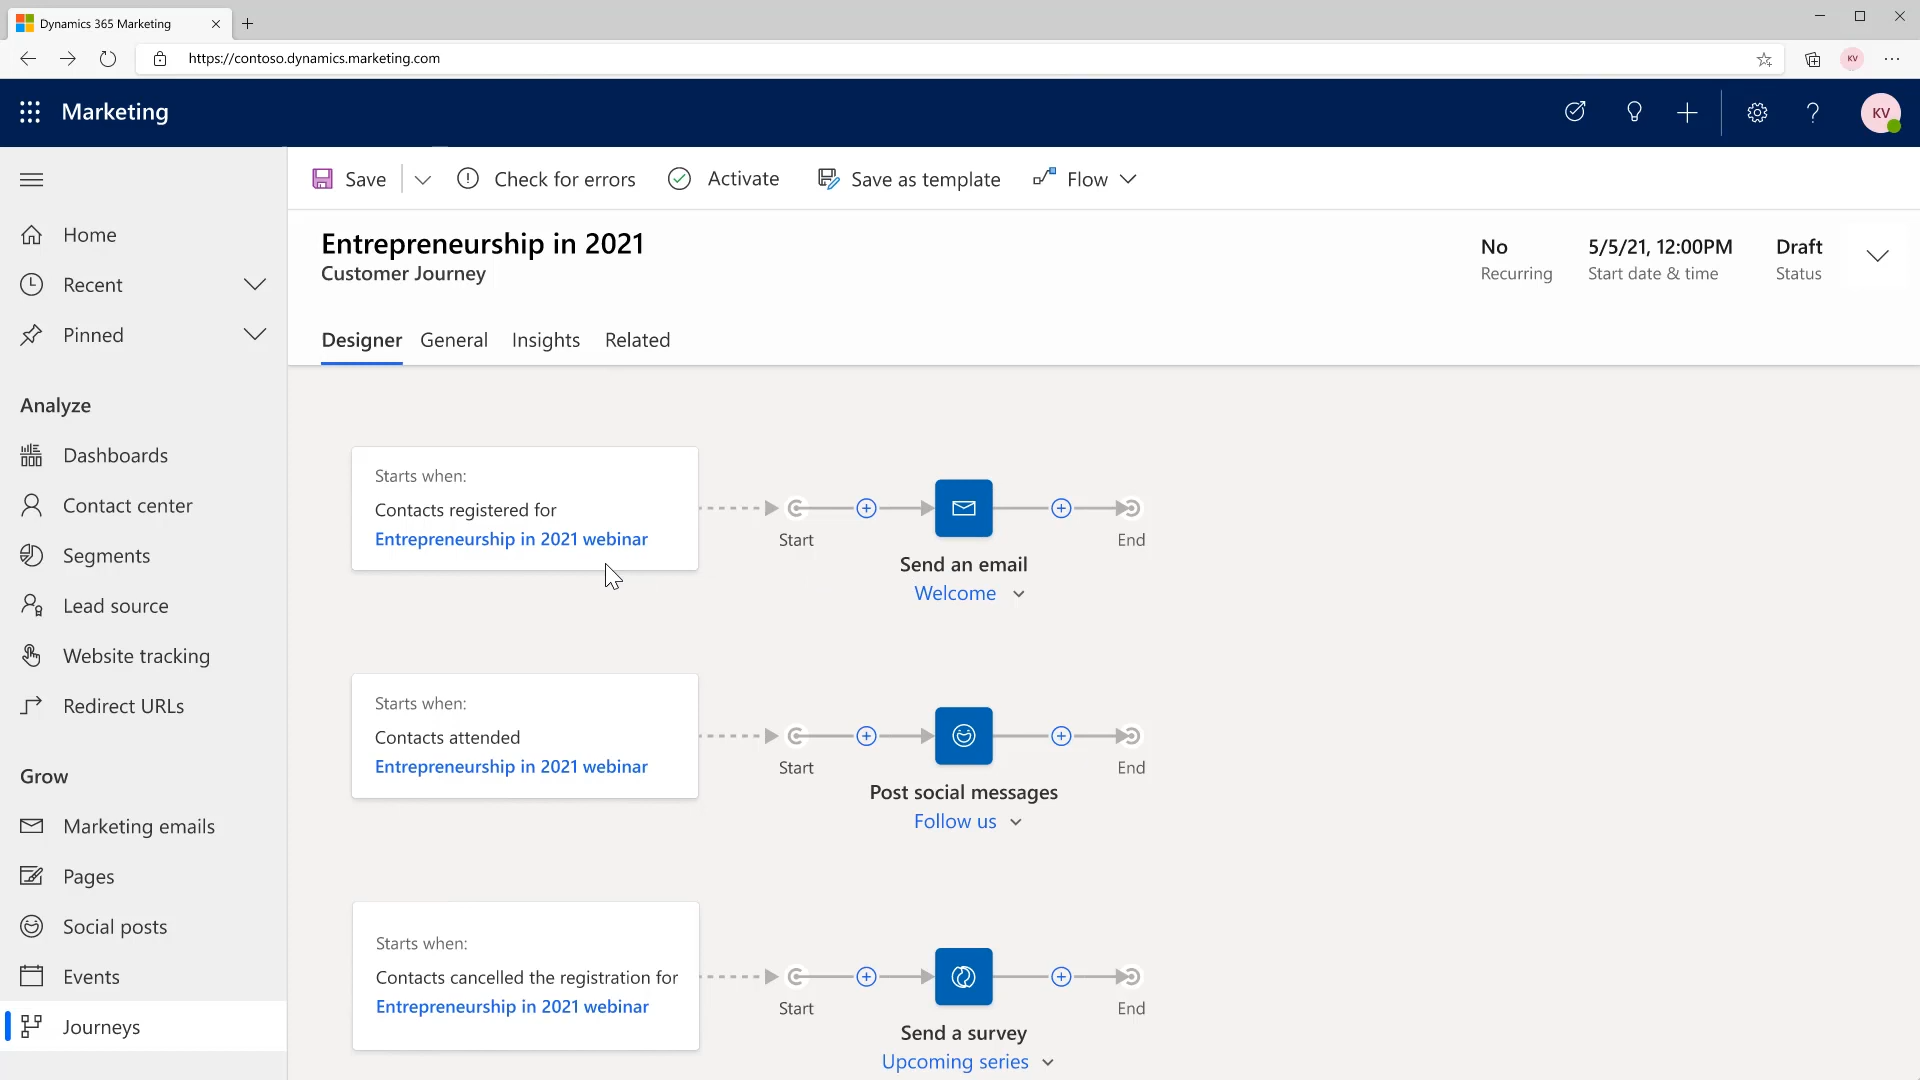 Dynamics 365 Marketing
https://contoso.dynamics.marketing.com
KV
Marketing
KV
Save
Check for errors
Activate
Save as template
Flow
Home
Recent
Pinned
Analyze
Dashboards
Contact center
Segments
Lead source
Website tracking
Redirect URLs
Grow
Marketing emails
Pages
Social posts
Events
Journeys
Entrepreneurship in 2021
Customer Journey
No
Recurring
5/5/21, 12:00PM
Start date & time
Draft
Status
Designer
General
Insights
Related
Starts when:
Contacts registered for
Entrepreneurship in 2021 webinar
Start
Send an email
Welcome
End
Starts when:
Contacts attended
Entrepreneurship in 2021 webinar
Start
Post social messages
Follow us
End
Starts when:
Contacts cancelled the registration for
Entrepreneurship in 2021 webinar
Start
Send a survey
Upcoming series
End